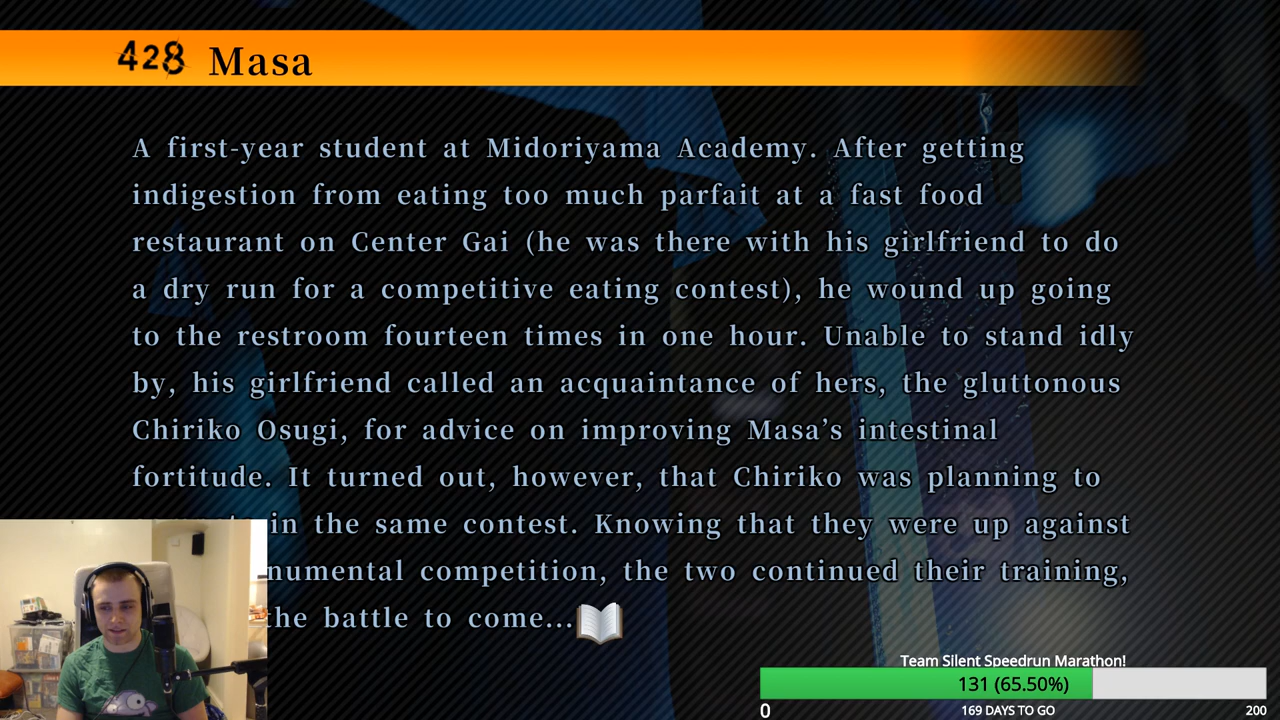 428 Masa
A first-year student at Midoriyama Academy. After getting
indigestion from eating too much parfait at a fast food
restaurant on Center Gai (he was there with his girlfriend to do
a dry run for a competitive eating contest), he wound up going
to the restroom fourteen times in one hour. Unable to stand idly
by, his girlfriend called an acquaintance of hers, the gluttonous
Chiriko Osugi, for advice on improving Masa's intestinal
fortitude. It turned out, however, that Chiriko was planning to
in the same contest. Knowing that they were up against
numental competition, the two continued their training,
the battle to come...
Team Silent Speedrun Marathon!
131 (65.50%)
0 169 DAYS TO GO 200